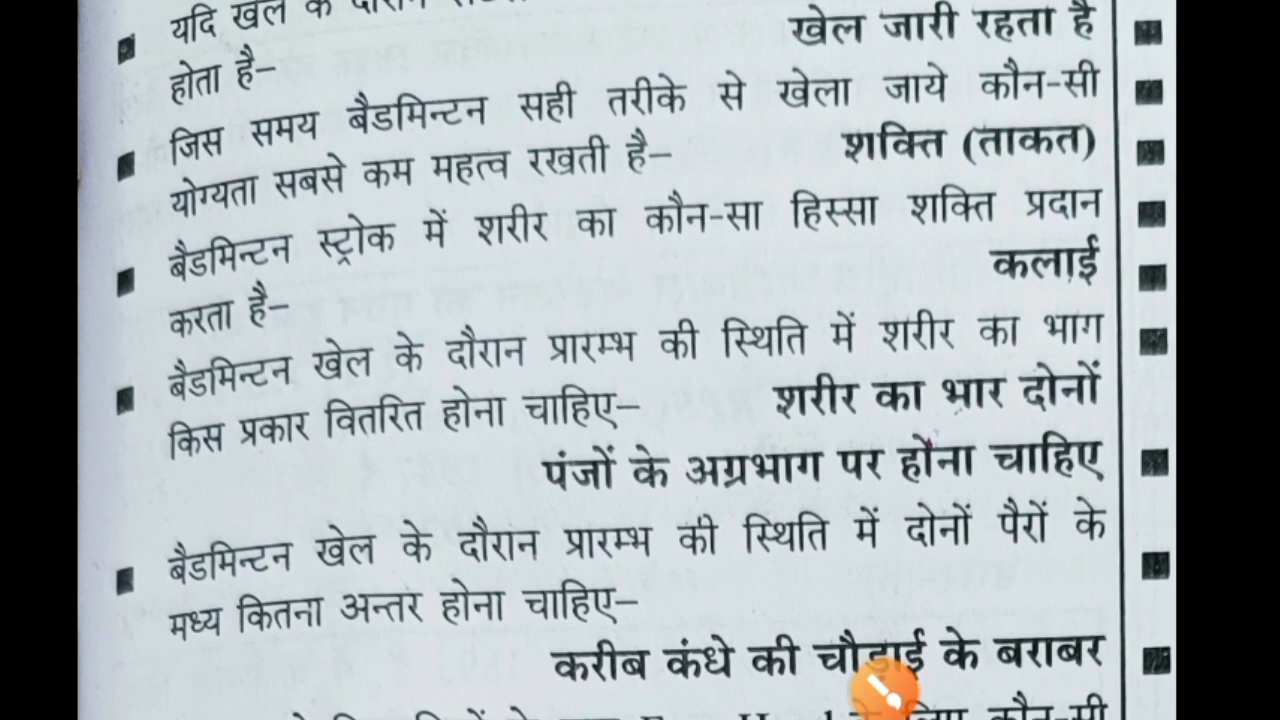 यदि खेल के दौरान
खेल जारी रहता है
होता है–
जिस समय बैडमिन्टन सही तरीके से खेला जाये कौन-सी
योग्यता सबसे कम महत्व रखती है– शक्ति (ताकत)
बैडमिन्टन स्ट्रोक में शरीर का कौन-सा हिस्सा शक्ति प्रदान
करता है– कलाई
बैडमिन्टन खेल के दौरान प्रारम्भ की स्थिति में शरीर का भाग
किस प्रकार वितरित होना चाहिए– शरीर का भार दोनों
पंजों के अग्रभाग पर होना चाहिए
बैडमिन्टन खेल के दौरान प्रारम्भ की स्थिति में दोनों पैरों के
मध्य कितना अन्तर होना चाहिए–
करीब कंधे की चौड़ाई के बराबर
लिए कौन-सी